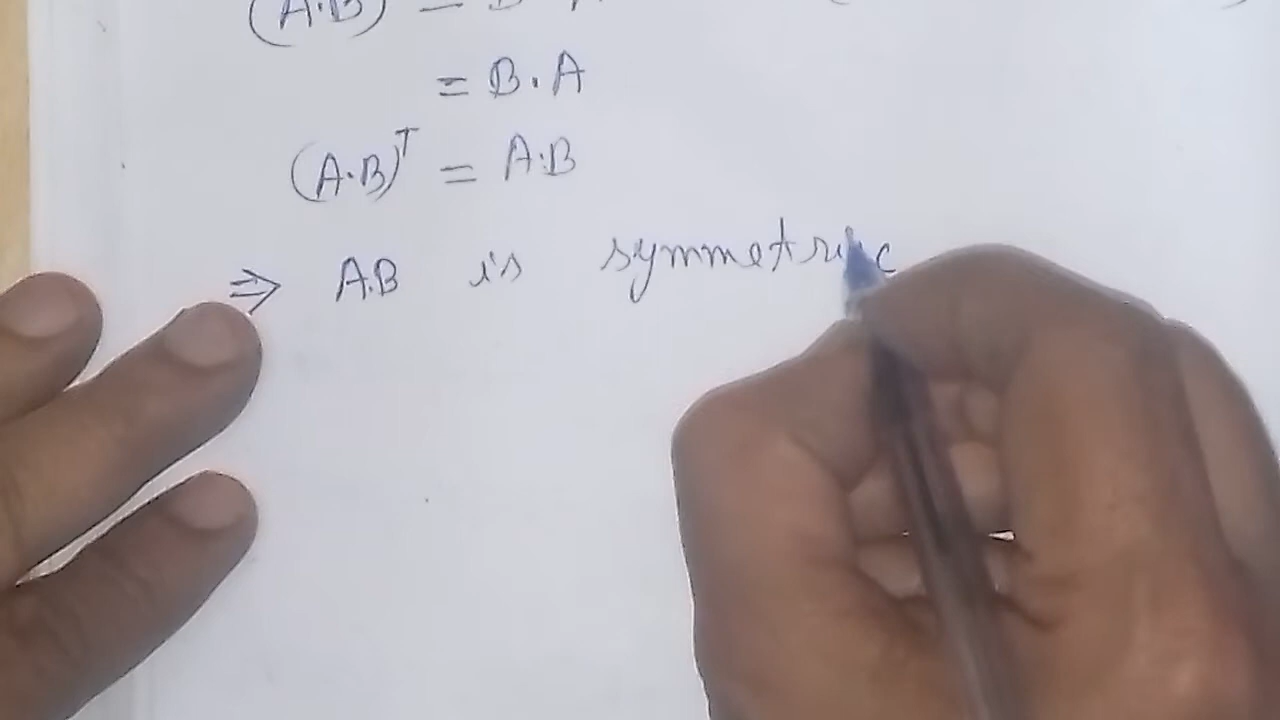 (A.B) = B
= B.A
(A.B)ᵀ = A.B
⇒ A.B is symmetric